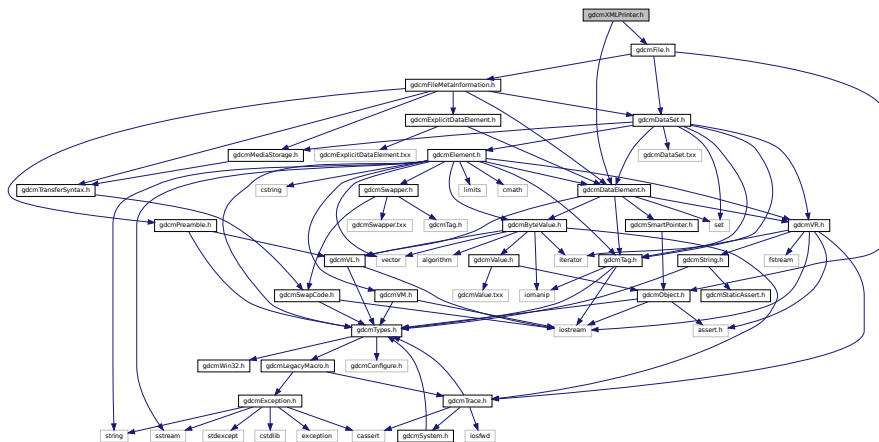 gdcmXMLPrinter.h
gdcmFile.h
gdcmFileMetaInformation.h
gdcmExplicitDataElement.h
gdcmDataSet.h
gdcmMediaStorage.h
gdcmExplicitDataElement.txx
gdcmElement.h
gdcmDataSet.txx
gdcmTransferSyntax.h
cstring
gdcmSwapper.h
limits
cmath
gdcmDataElement.h
gdcmPreamble.h
gdcmSwapper.txx
gdcmTag.h
gdcmByteValue.h
gdcmSmartPointer.h
set
gdcmVR.h
gdcmVL.h
vector
algorithm
gdcmValue.h
iterator
gdcmTag.h
gdcmString.h
fstream
gdcmSwapCode.h
gdcmVM.h
gdcmValue.txx
iomanip
gdcmObject.h
gdcmStaticAssert.h
gdcmTypes.h
iostream
assert.h
gdcmWin32.h
gdcmLegacyMacro.h
gdcmConfigure.h
gdcmException.h
gdcmTrace.h
string
sstream
stdexcept
cstdlib
exception
cassert
gdcmSystem.h
iosfwd